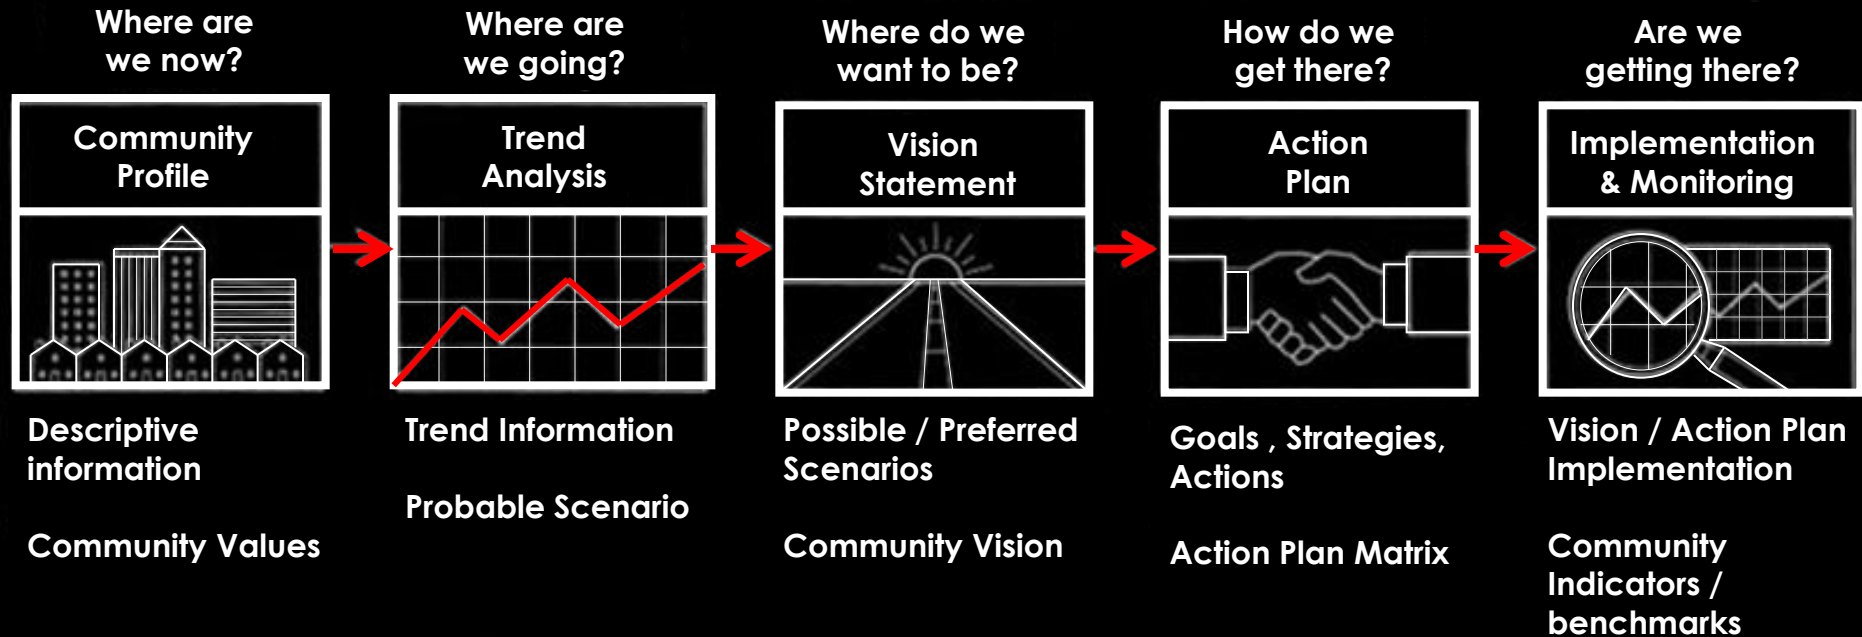 Where are
we now?
Community
Profile
Descriptive
information
Community Values
Where are
we going?
Trend
Analysis
Trend Information
Probable Scenario
Where do we
want to be?
Vision
Statement
Possible / Preferred
Scenarios
Community Vision
How do we
get there?
Action
Plan
Goals , Strategies,
Actions
Action Plan Matrix
Are we
getting there?
Implementation
& Monitoring
Vision / Action Plan
Implementation
Community
Indicators /
benchmarks